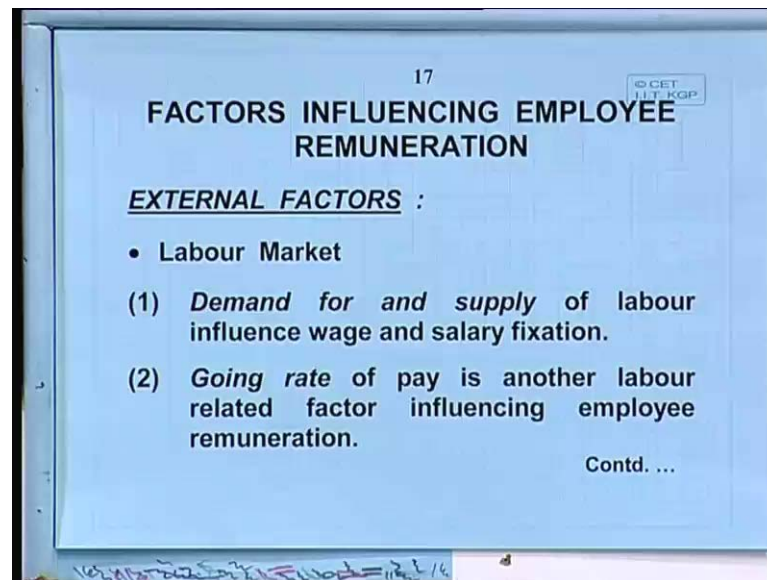 17
© CET
I.I.T. KGP
FACTORS INFLUENCING EMPLOYEE
REMUNERATION
EXTERNAL FACTORS :
• Labour Market
(1) Demand for and supply of labour
influence wage and salary fixation.
(2) Going rate of pay is another labour
related factor influencing employee
remuneration.
Contd. ...